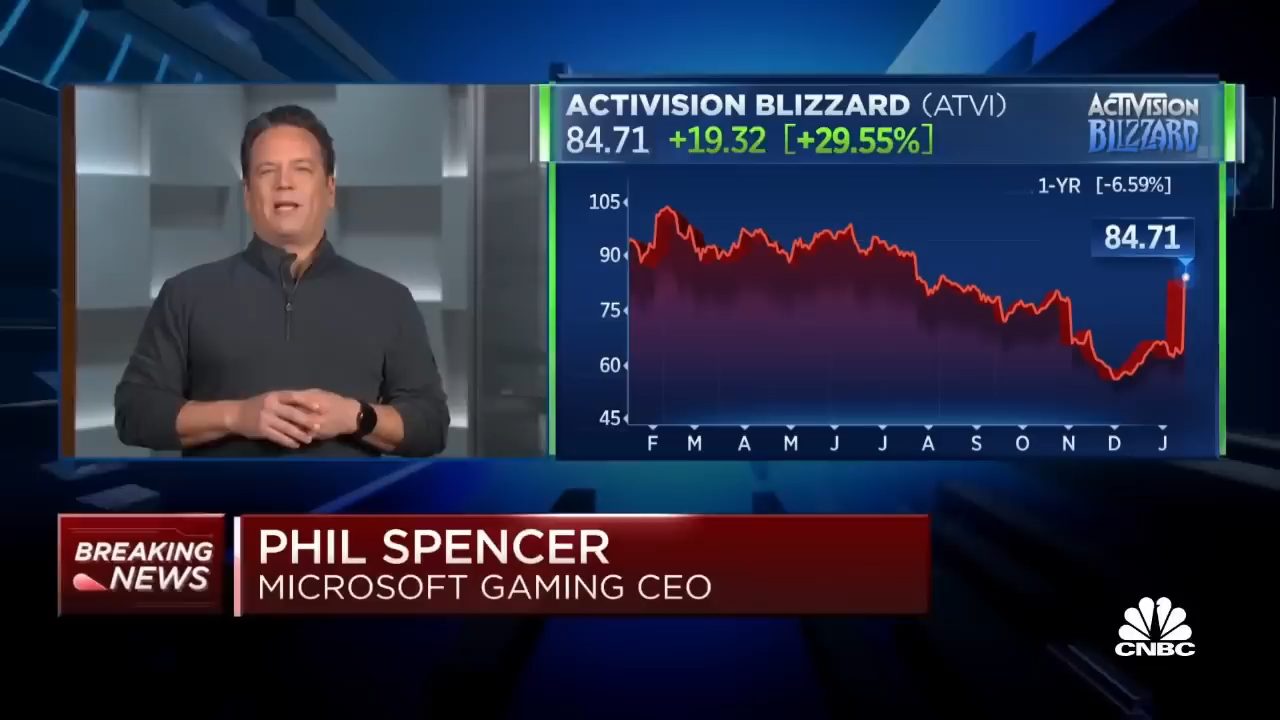 ACTIVISION BLIZZARD (ATVI)
84.71 +19.32 [+29.55%]
ACTIVISION
BLIZZARD
1-YR [-6.59%]
84.71
105
90
75
60
45
F M A M J J A S O N D J
BREAKING
NEWS
PHIL SPENCER
MICROSOFT GAMING CEO
CNBC